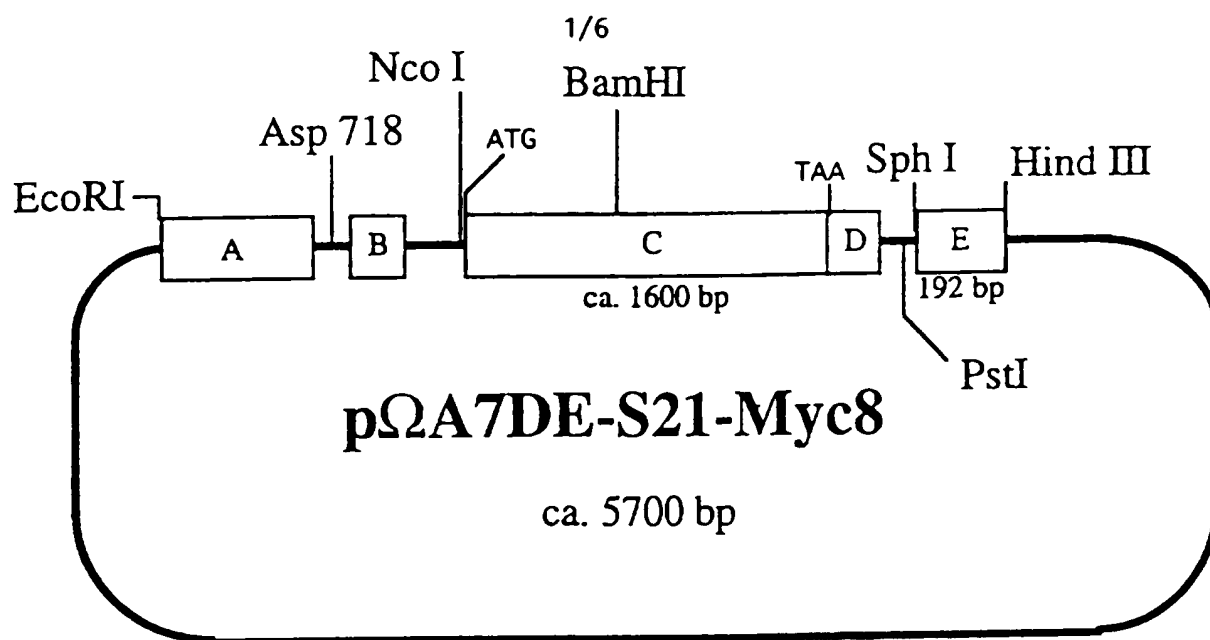 1/6
Nco I
BamHI
Asp 718
ATG
EcoRI
TAA
Sph I
Hind III
A
B
C
D
E
ca. 1600 bp
192 bp
PstI
pΩA7DE-S21-Myc8
ca. 5700 bp